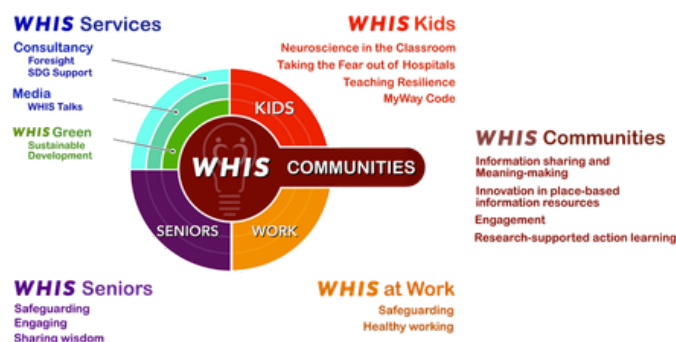 WHIS Services
Consultancy
Foresight
SDG Support
Media
WHIS Talks
WHIS Green
Sustainable
Development
WHIS Kids
Neuroscience in the Classroom
Taking the Fear out of Hospitals
Teaching Resilience
MyWay Code
KIDS
WHIS COMMUNITIES
SENIORS
WORK
WHIS Communities
Information sharing and
Meaning-making
Innovation in place-based
information resources
Engagement
Research-supported action learning
WHIS Seniors
Safeguarding
Engaging
Sharing wisdom
WHIS at Work
Safeguarding
Healthy working